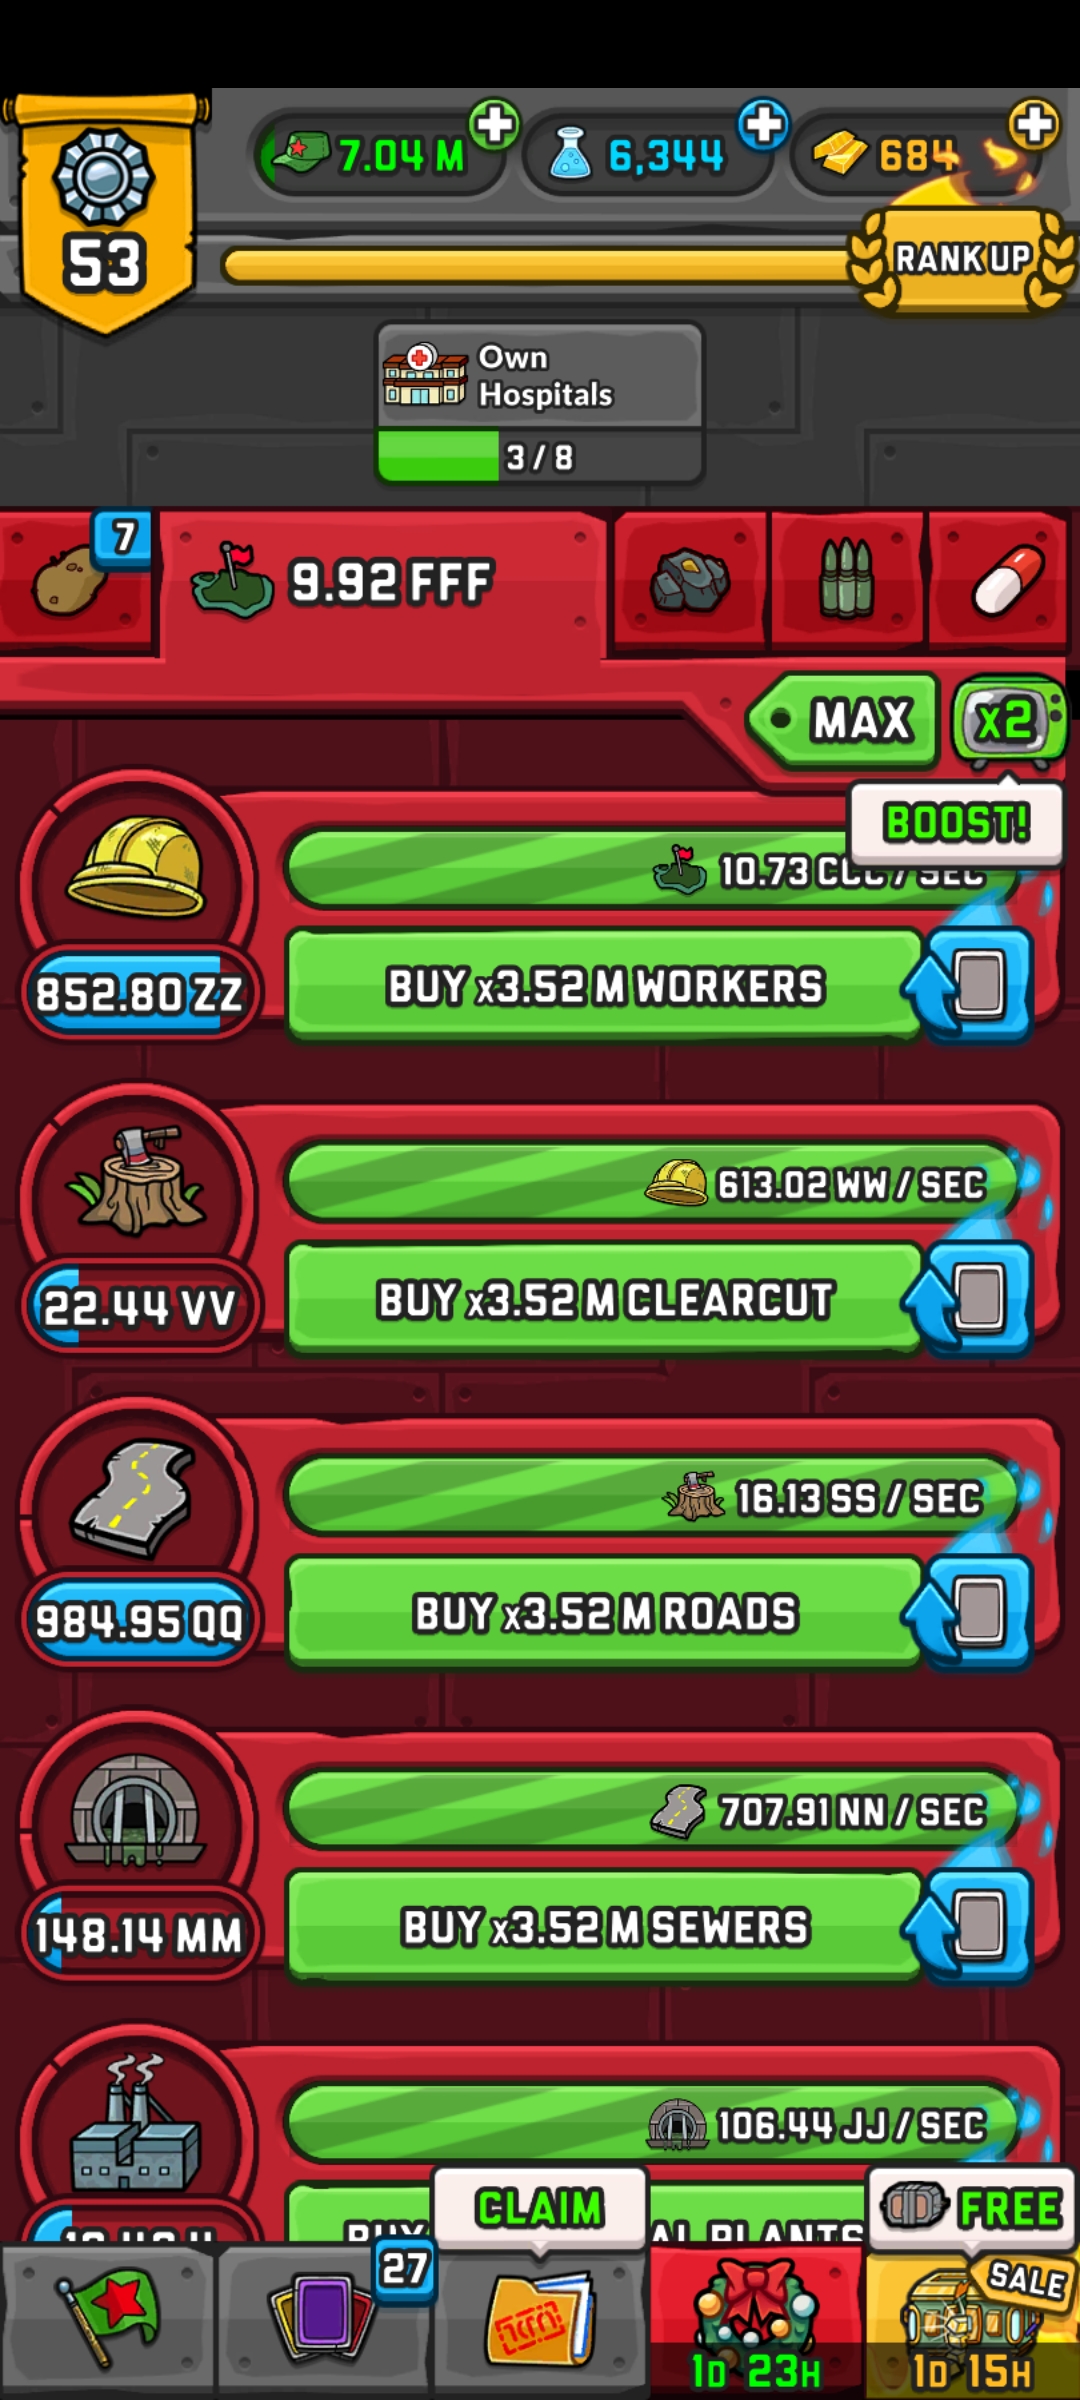 7.04 M
6,344
684
53
RANK UP
Own
Hospitals
3 / 8
7
9.92 FFF
MAX
x2
BOOST!
10.73 CCC / SEC
852.80 ZZ
BUY x3.52 M WORKERS
613.02 WW / SEC
22.44 VV
BUY x3.52 M CLEARCUT
16.13 SS / SEC
984.95 QQ
BUY x3.52 M ROADS
707.91 NN / SEC
148.14 MM
BUY x3.52 M SEWERS
106.44 JJ / SEC
BUY
AL PLANTS
CLAIM
FREE
27
SALE
1D 23H
1D 15H